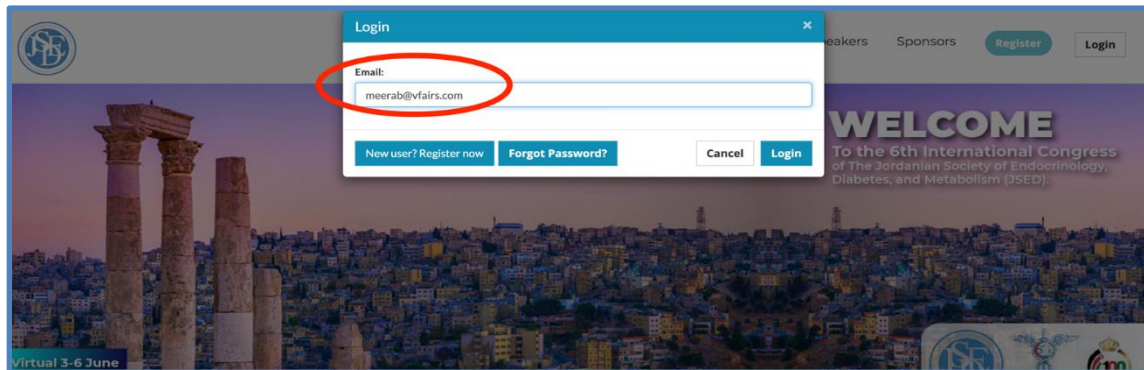 Login
×
eakers Sponsors Register Login
Email:
meerab@vfairs.com
New user? Register now Forgot Password? Cancel Login
WELCOME
To the 6th International Congress
of The Jordanian Society of Endocrinology,
Diabetes, and Metabolism (JSED).
Virtual 3-6 June